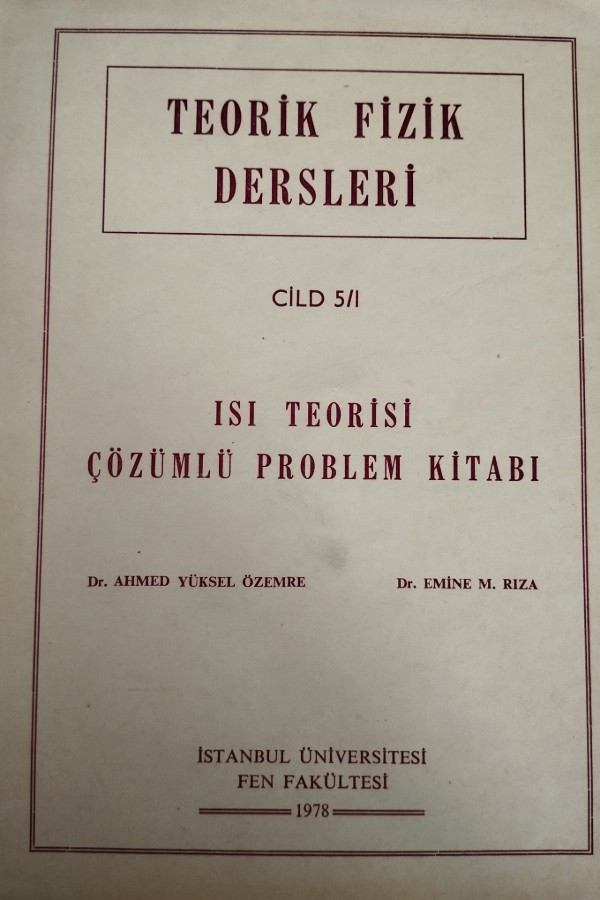 TEORİK FİZİK
DERSLERİ
CİLD 5/I
ISI TEORİSİ
ÇÖZÜMLÜ PROBLEM KİTABI
Dr. AHMED YÜKSEL ÖZEMRE Dr. EMİNE M. RIZA
İSTANBUL ÜNİVERSİTESİ
FEN FAKÜLTESİ
1978